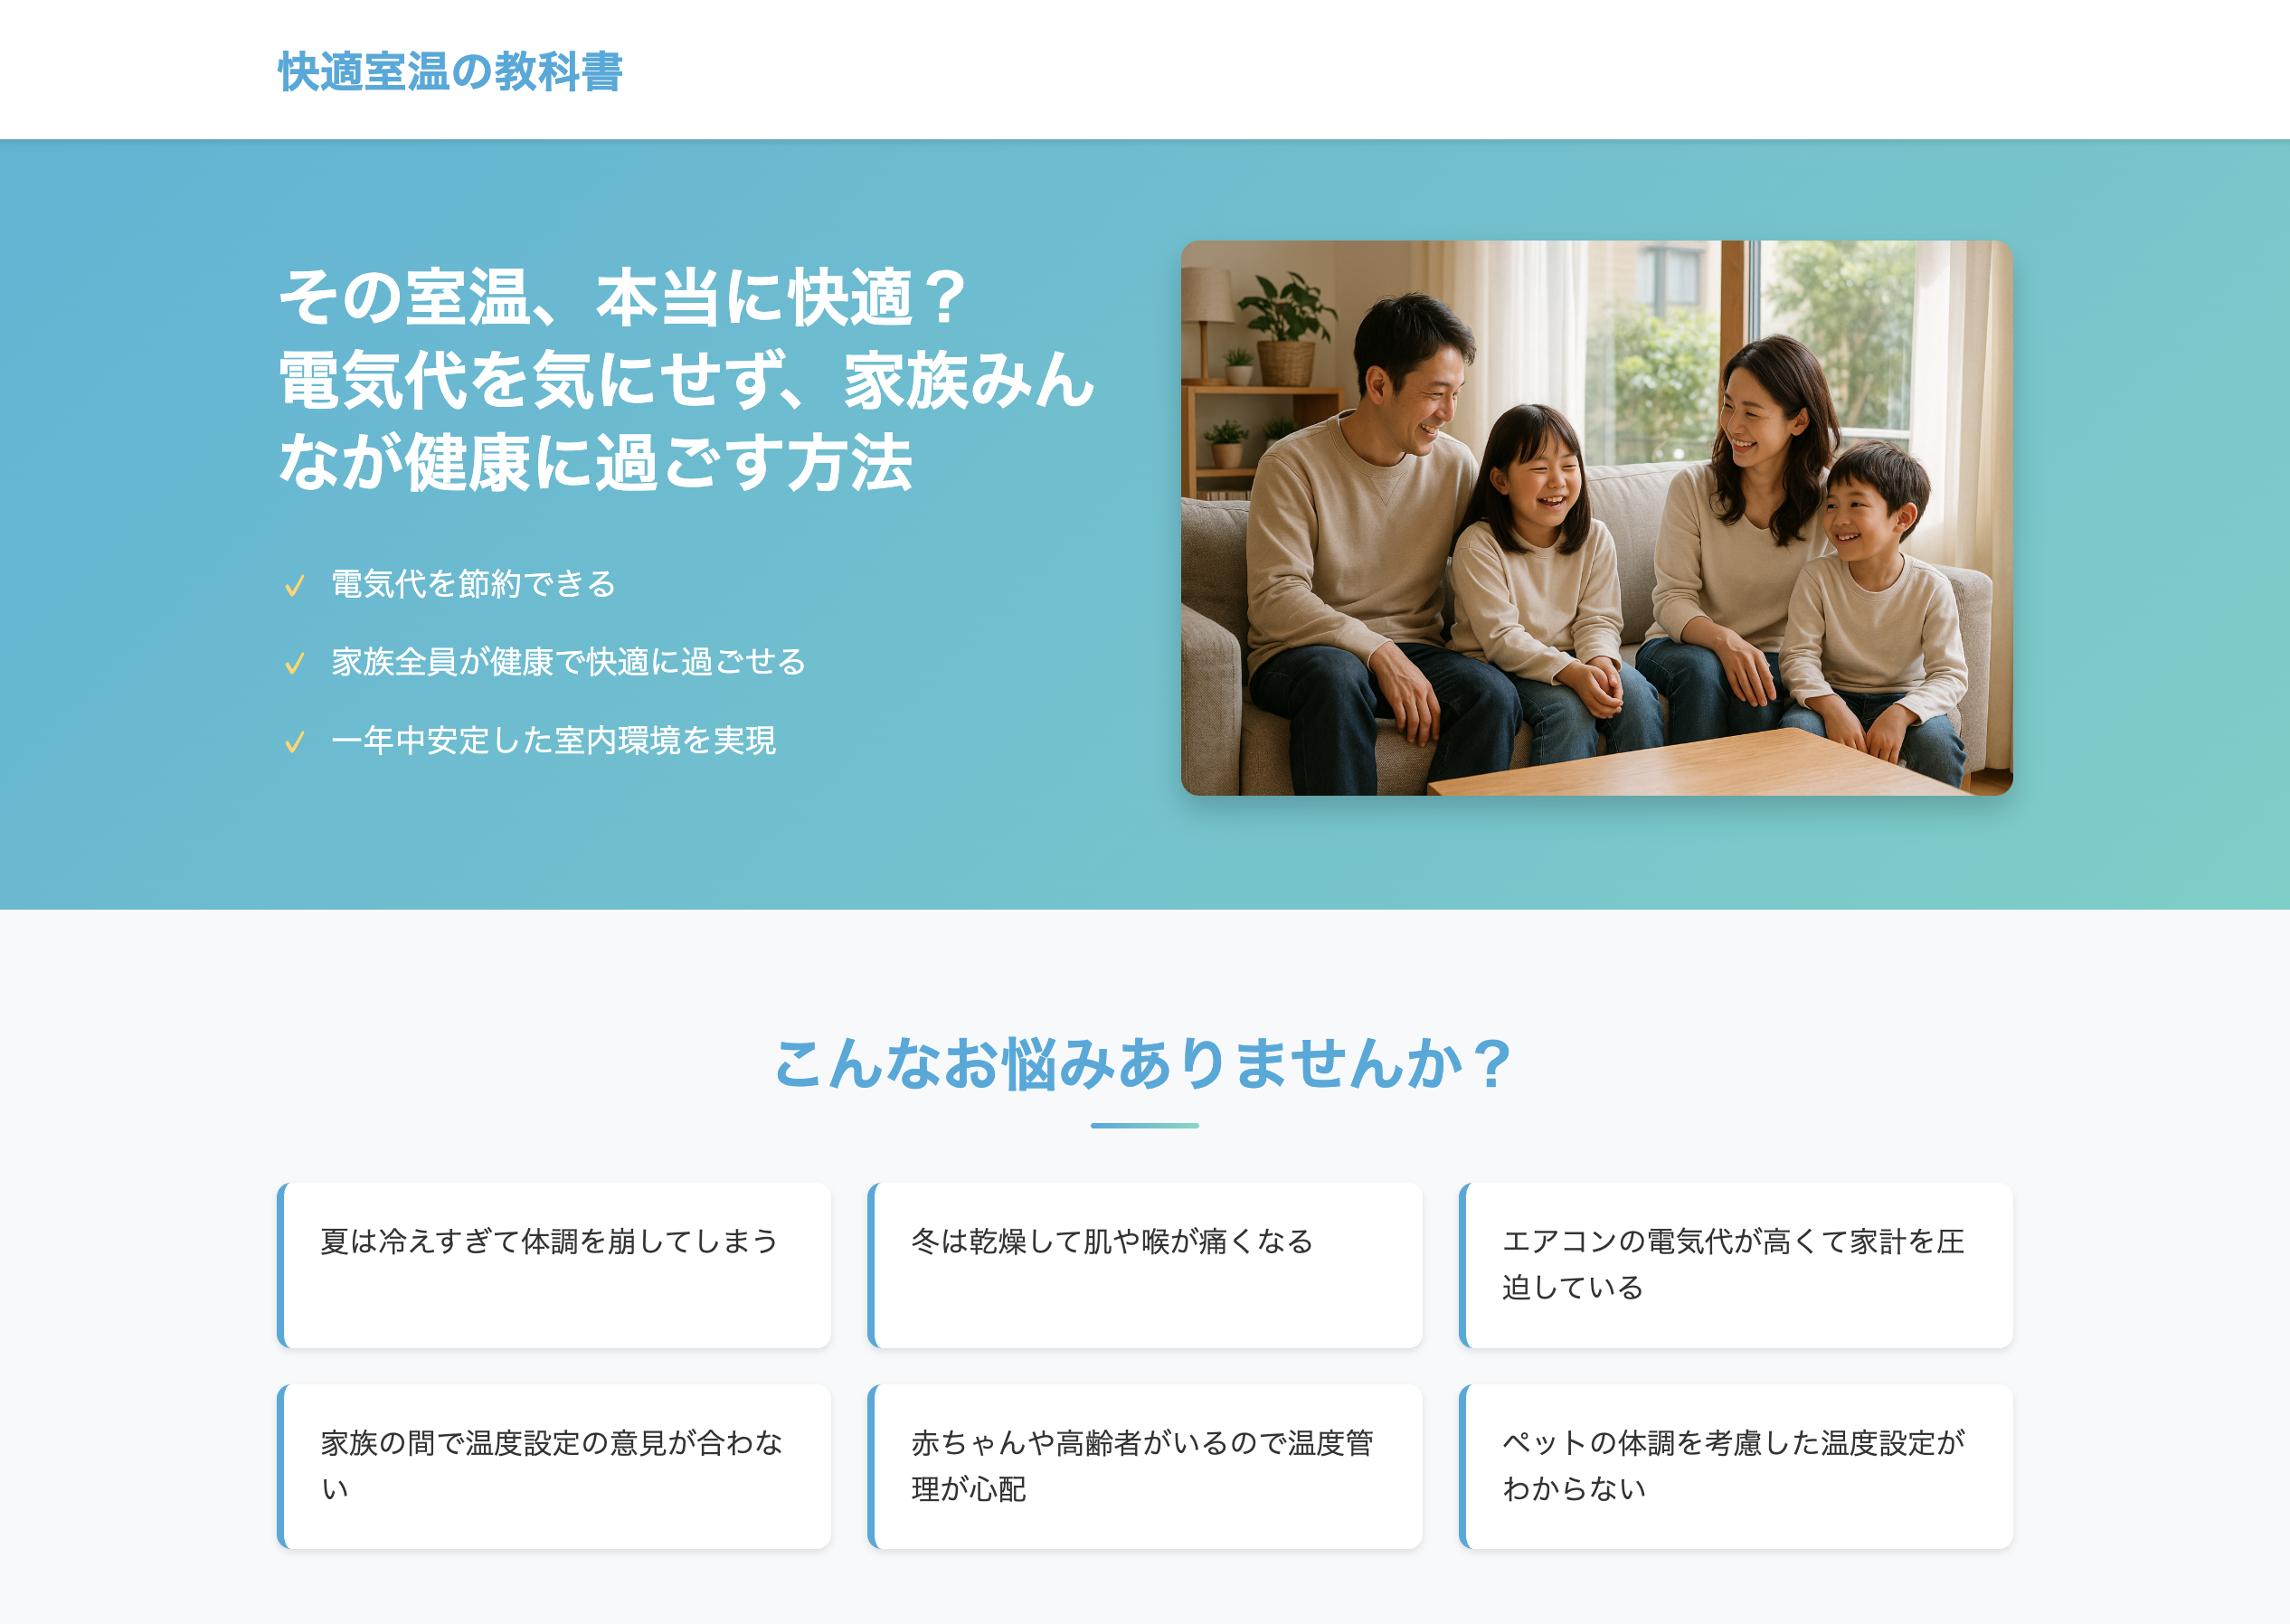 快適室温の教科書
その室温、本当に快適？
電気代を気にせず、家族みん
なが健康に過ごす方法
✓ 電気代を節約できる
✓ 家族全員が健康で快適に過ごせる
✓ 一年中安定した室内環境を実現
こんなお悩みありませんか？
夏は冷えすぎて体調を崩してしまう
冬は乾燥して肌や喉が痛くなる
エアコンの電気代が高くて家計を圧
迫している
家族の間で温度設定の意見が合わな
い
赤ちゃんや高齢者がいるので温度管
理が心配
ペットの体調を考慮した温度設定が
わからない